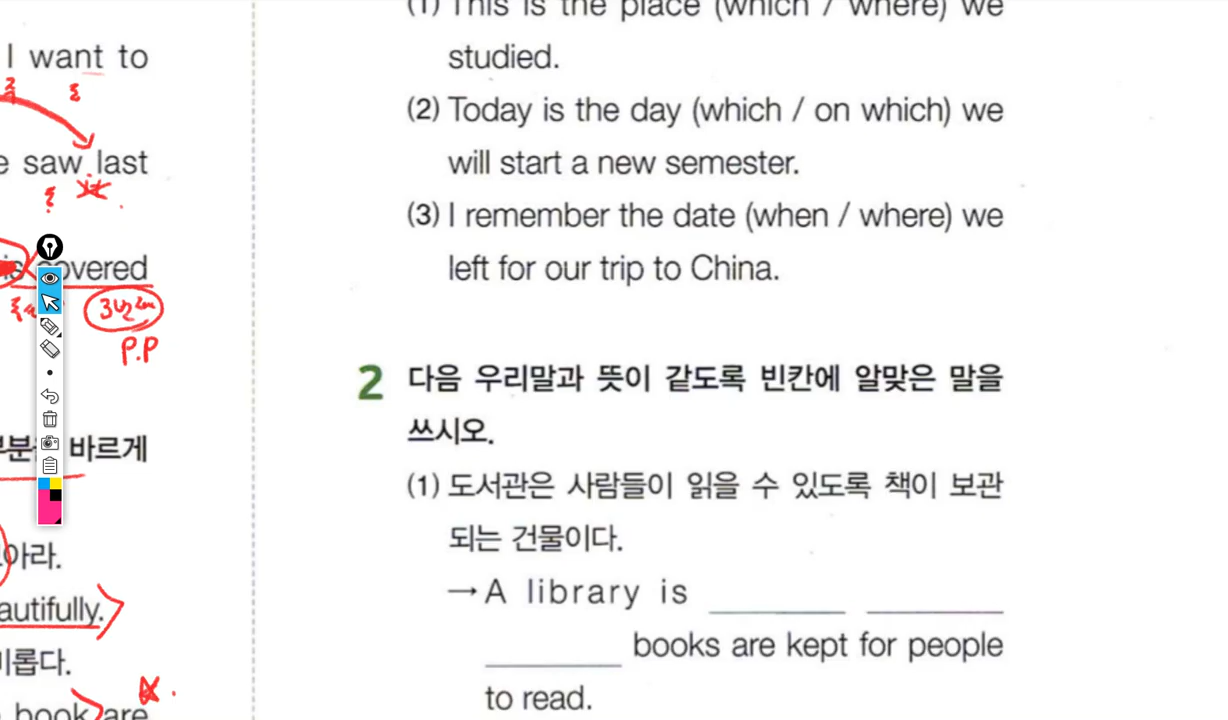 I want to
e saw last
is covered
P.P
바르게
아라.
autifully.
비롭다.
book are
(1) This is the place (which / where) we
studied.
(2) Today is the day (which / on which) we
will start a new semester.
(3) I remember the date (when / where) we
left for our trip to China.
2 다음 우리말과 뜻이 같도록 빈칸에 알맞은 말을
쓰시오.
(1) 도서관은 사람들이 읽을 수 있도록 책이 보관
되는 건물이다.
→ A library is
books are kept for people
to read.